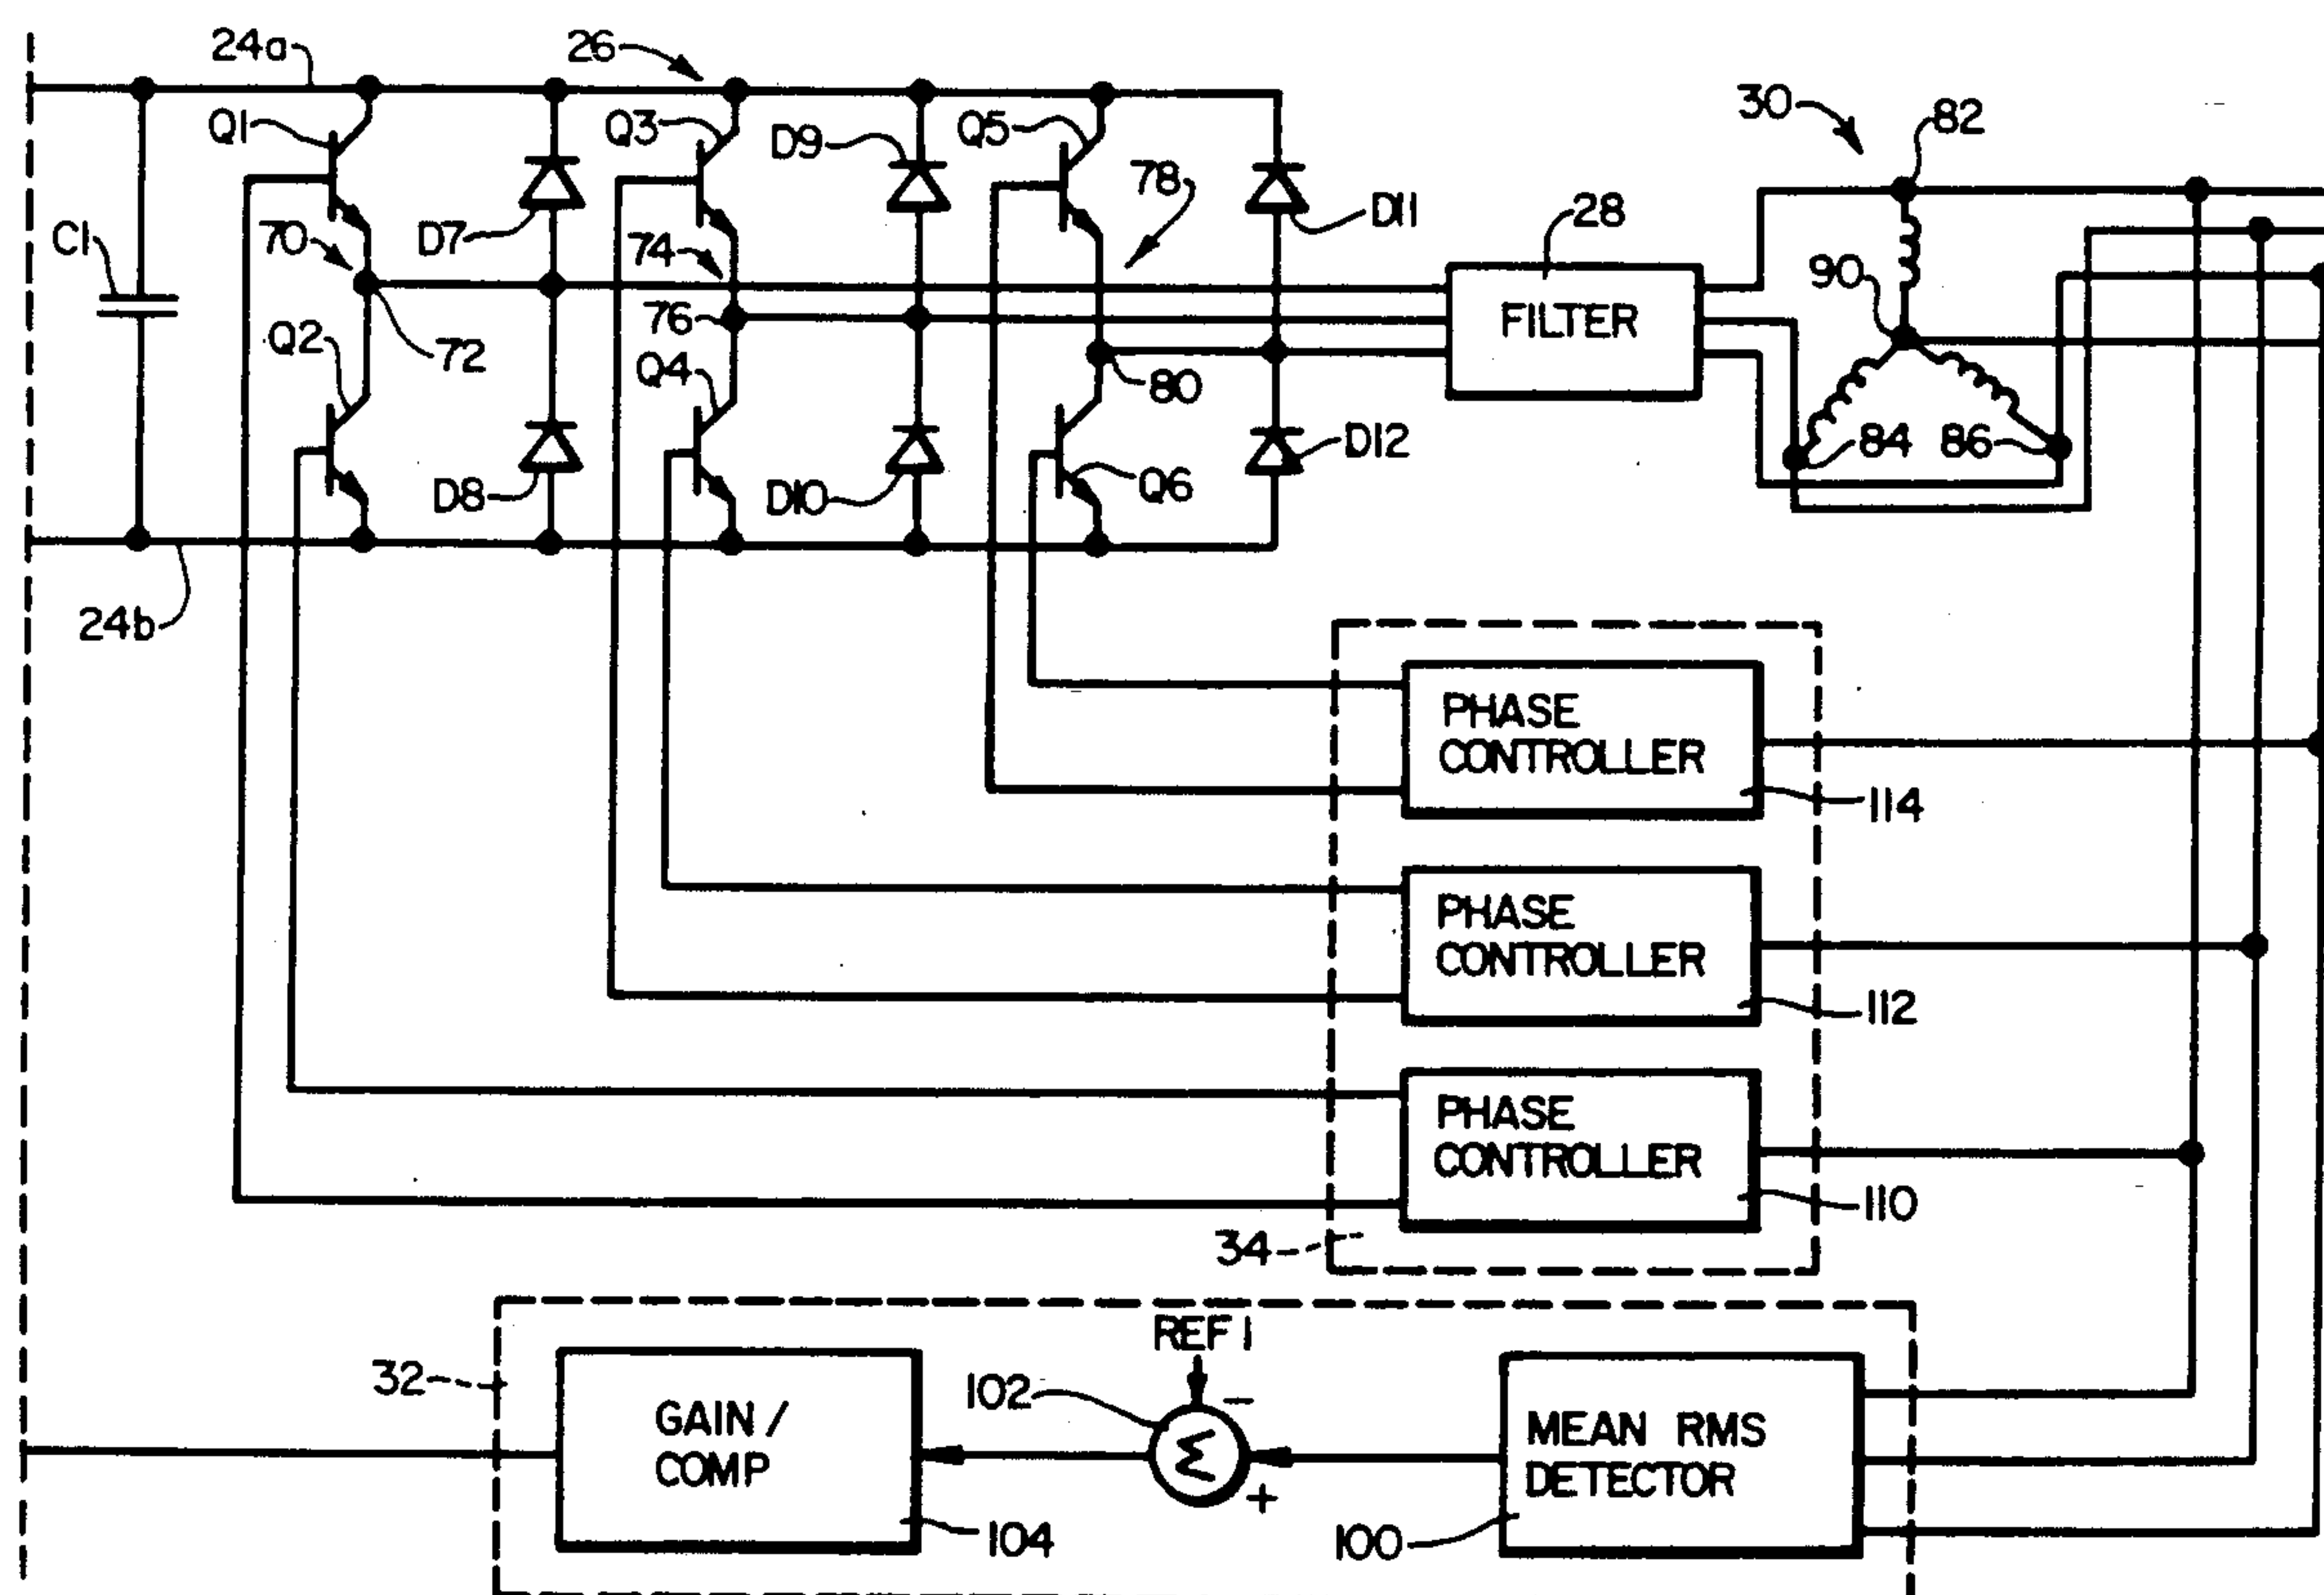 24a
26
30
82
Q1
Q3
D9
Q5
78
D11
28
C1
70
D7
74
90
FILTER
76
Q2
72
Q4
80
84
86
D12
D8
D10
Q6
24b
PHASE
CONTROLLER
114
PHASE
CONTROLLER
112
PHASE
CONTROLLER
110
34
REF 1
32
GAIN /
COMP
102
−
Σ
+
MEAN RMS
DETECTOR
104
100